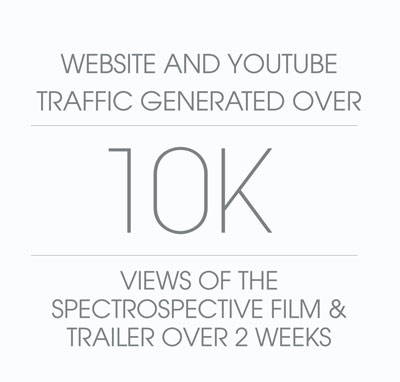 WEBSITE AND YOUTUBE
TRAFFIC GENERATED OVER
10K
VIEWS OF THE
SPECTROSPECTIVE FILM &
TRAILER OVER 2 WEEKS